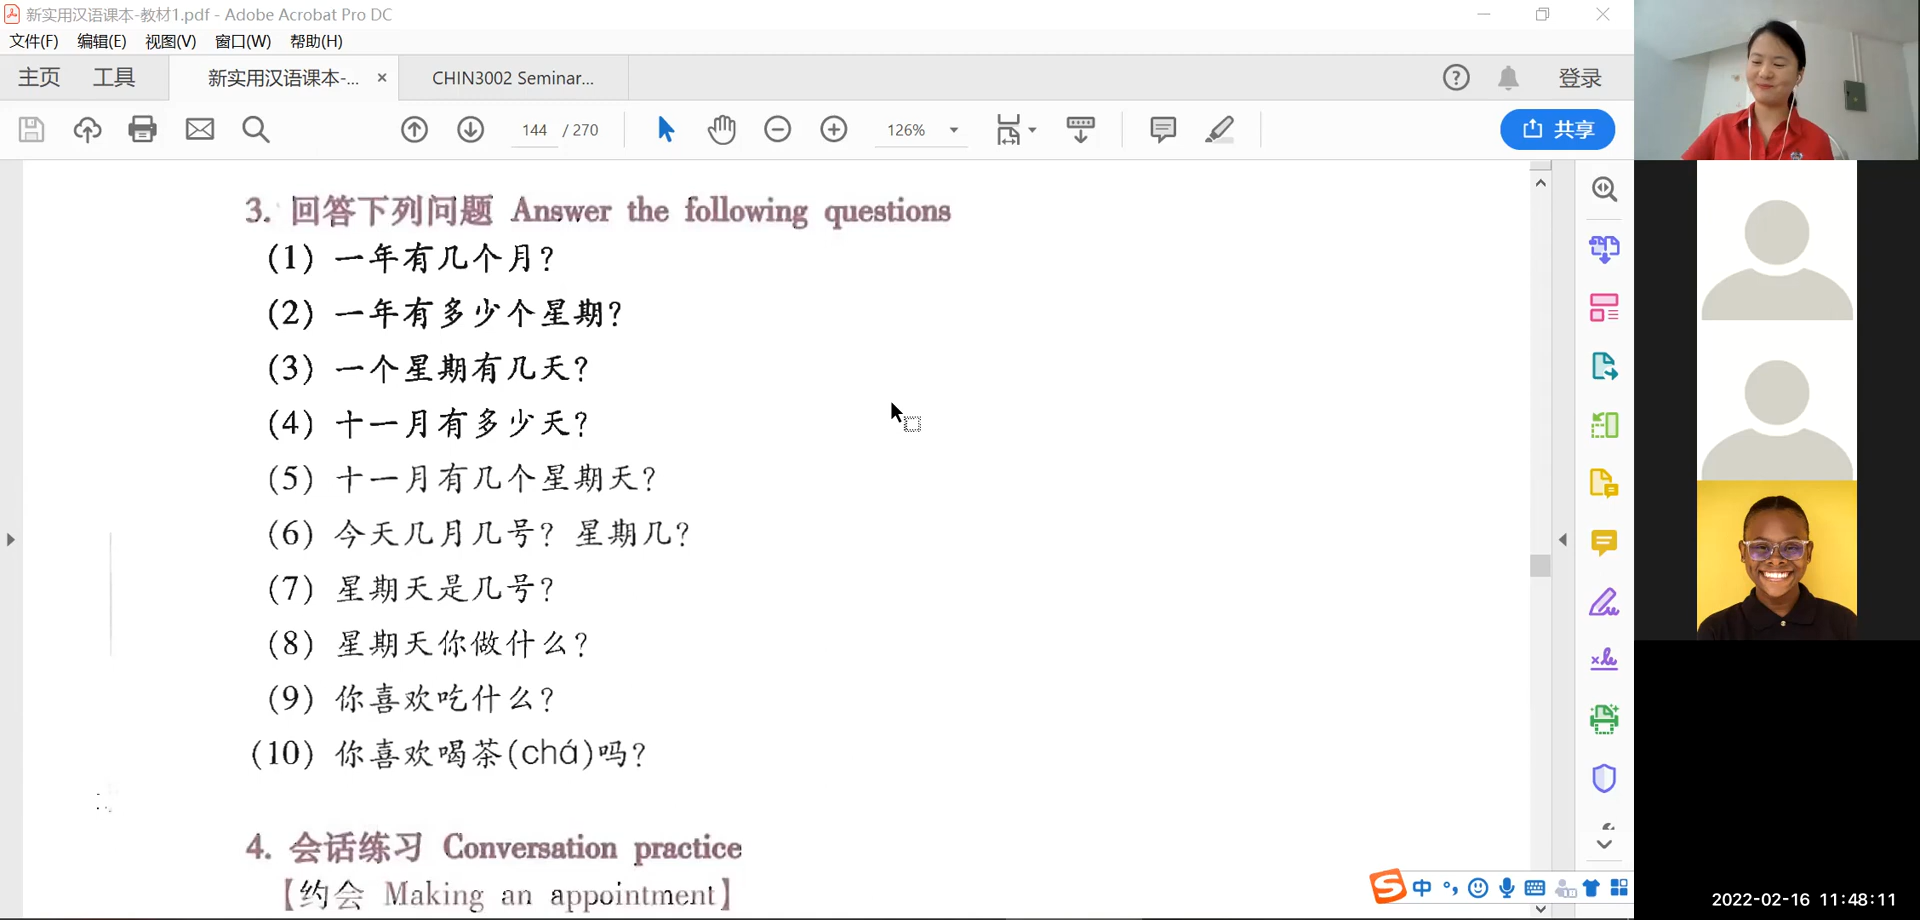 新实用汉语课本-教材1.pdf - Adobe Acrobat Pro DC
文件(F) 编辑(E) 视图(V) 窗口(W) 帮助(H)
主页 工具 新实用汉语课本-... × CHIN3002 Seminar... 登录
144 / 270 126% 共享
3. 回答下列问题 Answer the following questions
(1) 一年有几个月?
(2) 一年有多少个星期?
(3) 一个星期有几天?
(4) 十一月有多少天?
(5) 十一月有几个星期天?
(6) 今天几月几号? 星期几?
(7) 星期天是几号?
(8) 星期天你做什么?
(9) 你喜欢吃什么?
(10) 你喜欢喝茶(chá)吗?
4. 会话练习 Conversation practice
【约会 Making an appointment】
中
2022-02-16 11:48:11